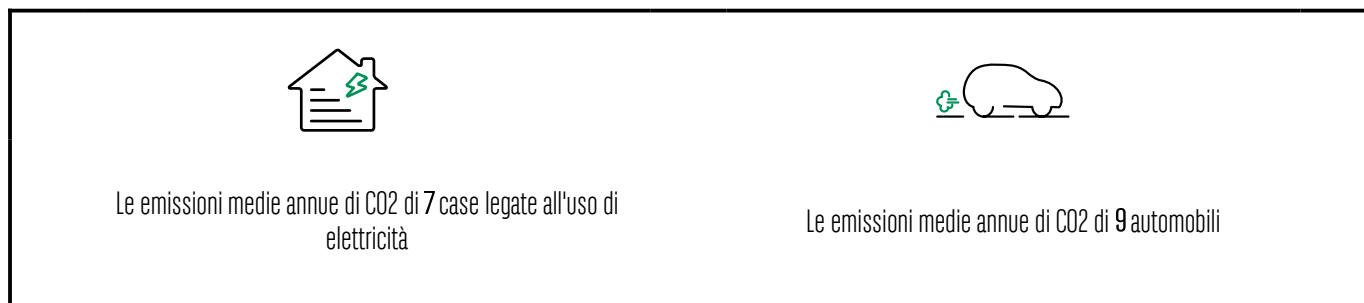 Le emissioni medie annue di CO2 di 7 case legate all'uso di
elettricità
Le emissioni medie annue di CO2 di 9 automobili